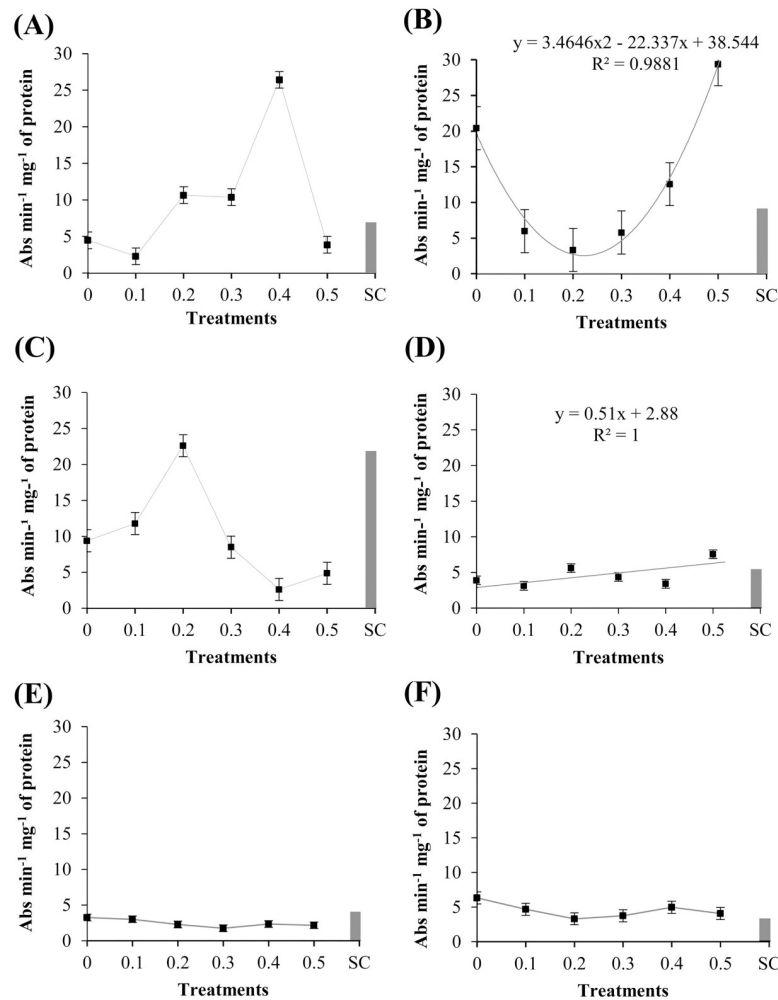 (A)
30
25
20
15
10
5
0
0 0.1 0.2 0.3 0.4 0.5 SC
Treatments
Abs min-¹ mg-¹ of protein
(B)
y = 3.4646x2 - 22.337x + 38.544
R² = 0.9881
30
25
20
15
10
5
0
0 0.1 0.2 0.3 0.4 0.5 SC
Treatments
Abs min-¹ mg-¹ of protein
(C)
30
25
20
15
10
5
0
0 0.1 0.2 0.3 0.4 0.5 SC
Treatments
Abs min-¹ mg-¹ of protein
(D)
y = 0.51x + 2.88
R² = 1
30
25
20
15
10
5
0
0 0.1 0.2 0.3 0.4 0.5 SC
Treatments
Abs min-¹ mg-¹ of protein
(E)
30
25
20
15
10
5
0
0 0.1 0.2 0.3 0.4 0.5 SC
Treatments
Abs min-¹ mg-¹ of protein
(F)
30
25
20
15
10
5
0
0 0.1 0.2 0.3 0.4 0.5 SC
Treatments
Abs min-¹ mg-¹ of protein